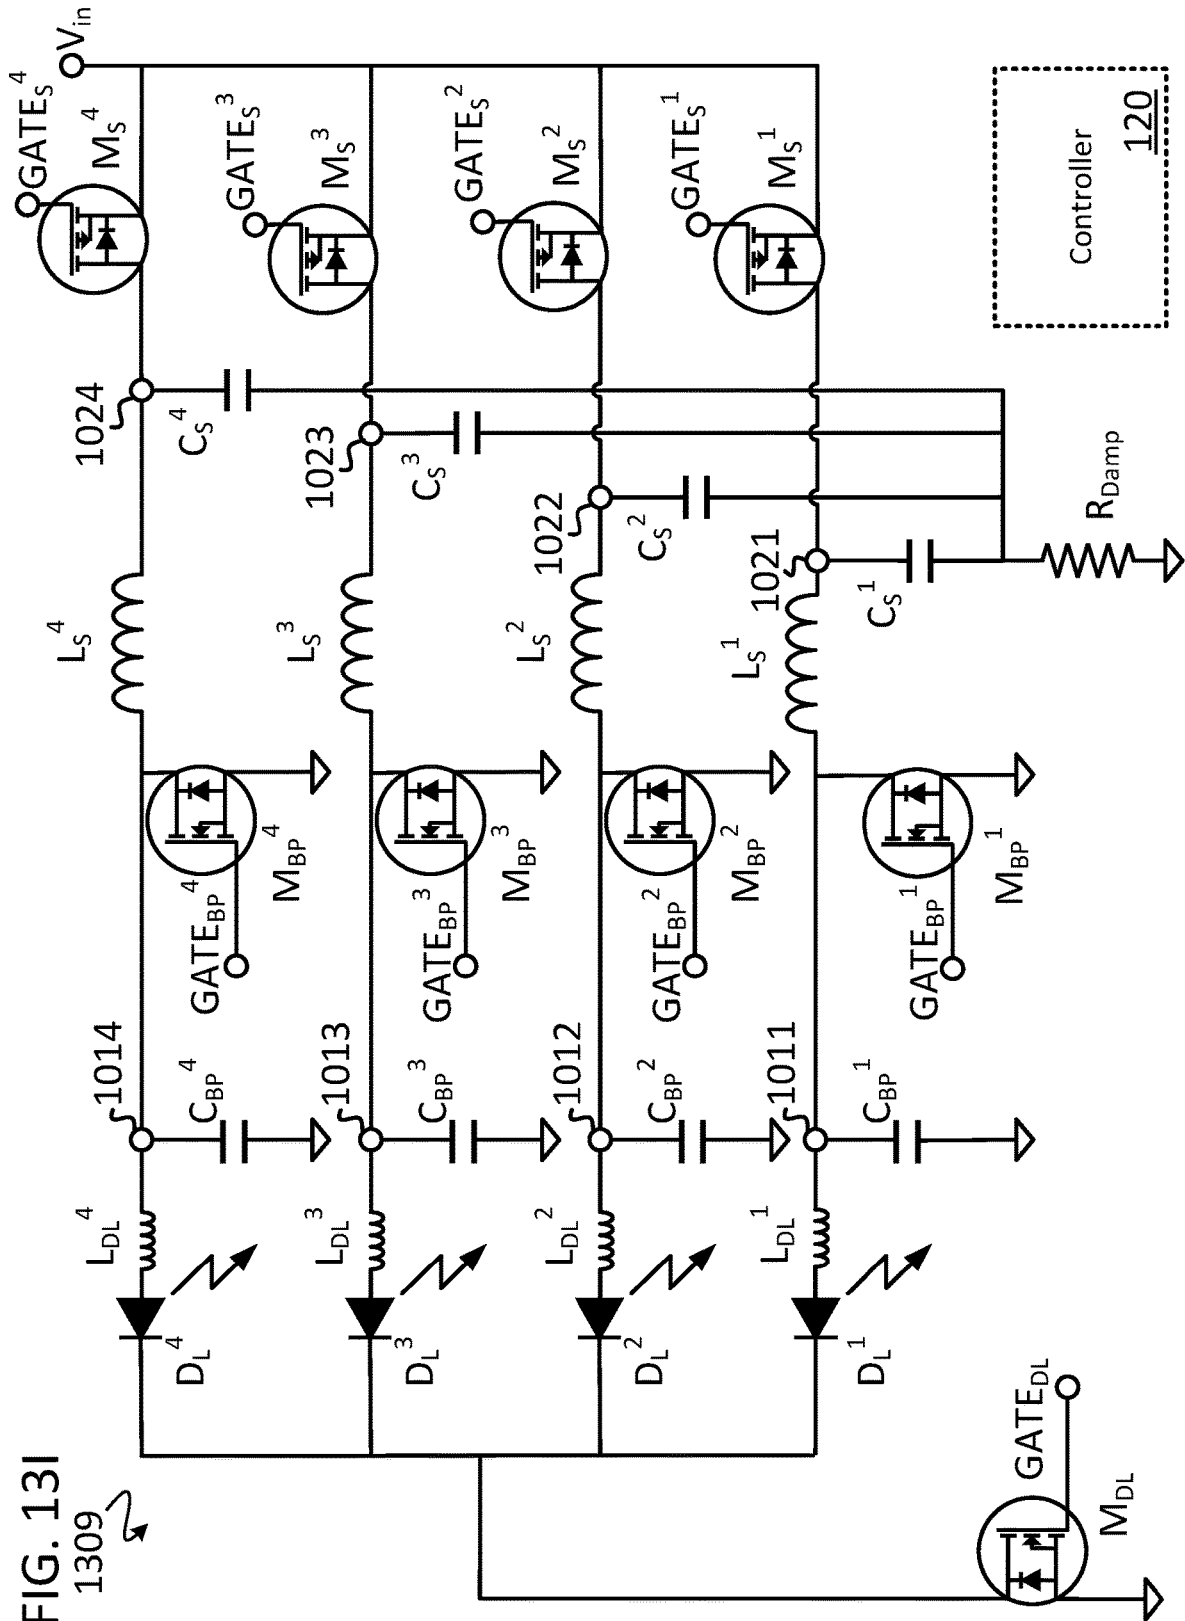 FIG. 13I
1309
GATE_S^4
V_in
L_DL^4
1014
L_S^4
1024
M_S^4
D_L^4
C_BP^4
GATE_BP^4
M_BP^4
C_S^4
GATE_S^3
L_DL^3
1013
L_S^3
1023
M_S^3
D_L^3
C_BP^3
GATE_BP^3
M_BP^3
C_S^3
GATE_S^2
L_DL^2
1012
L_S^2
1022
M_S^2
D_L^2
C_BP^2
GATE_BP^2
M_BP^2
C_S^2
GATE_S^1
L_DL^1
1011
L_S^1
1021
M_S^1
D_L^1
C_BP^1
GATE_BP^1
M_BP^1
C_S^1
GATE_DL
M_DL
R_Damp
Controller
120